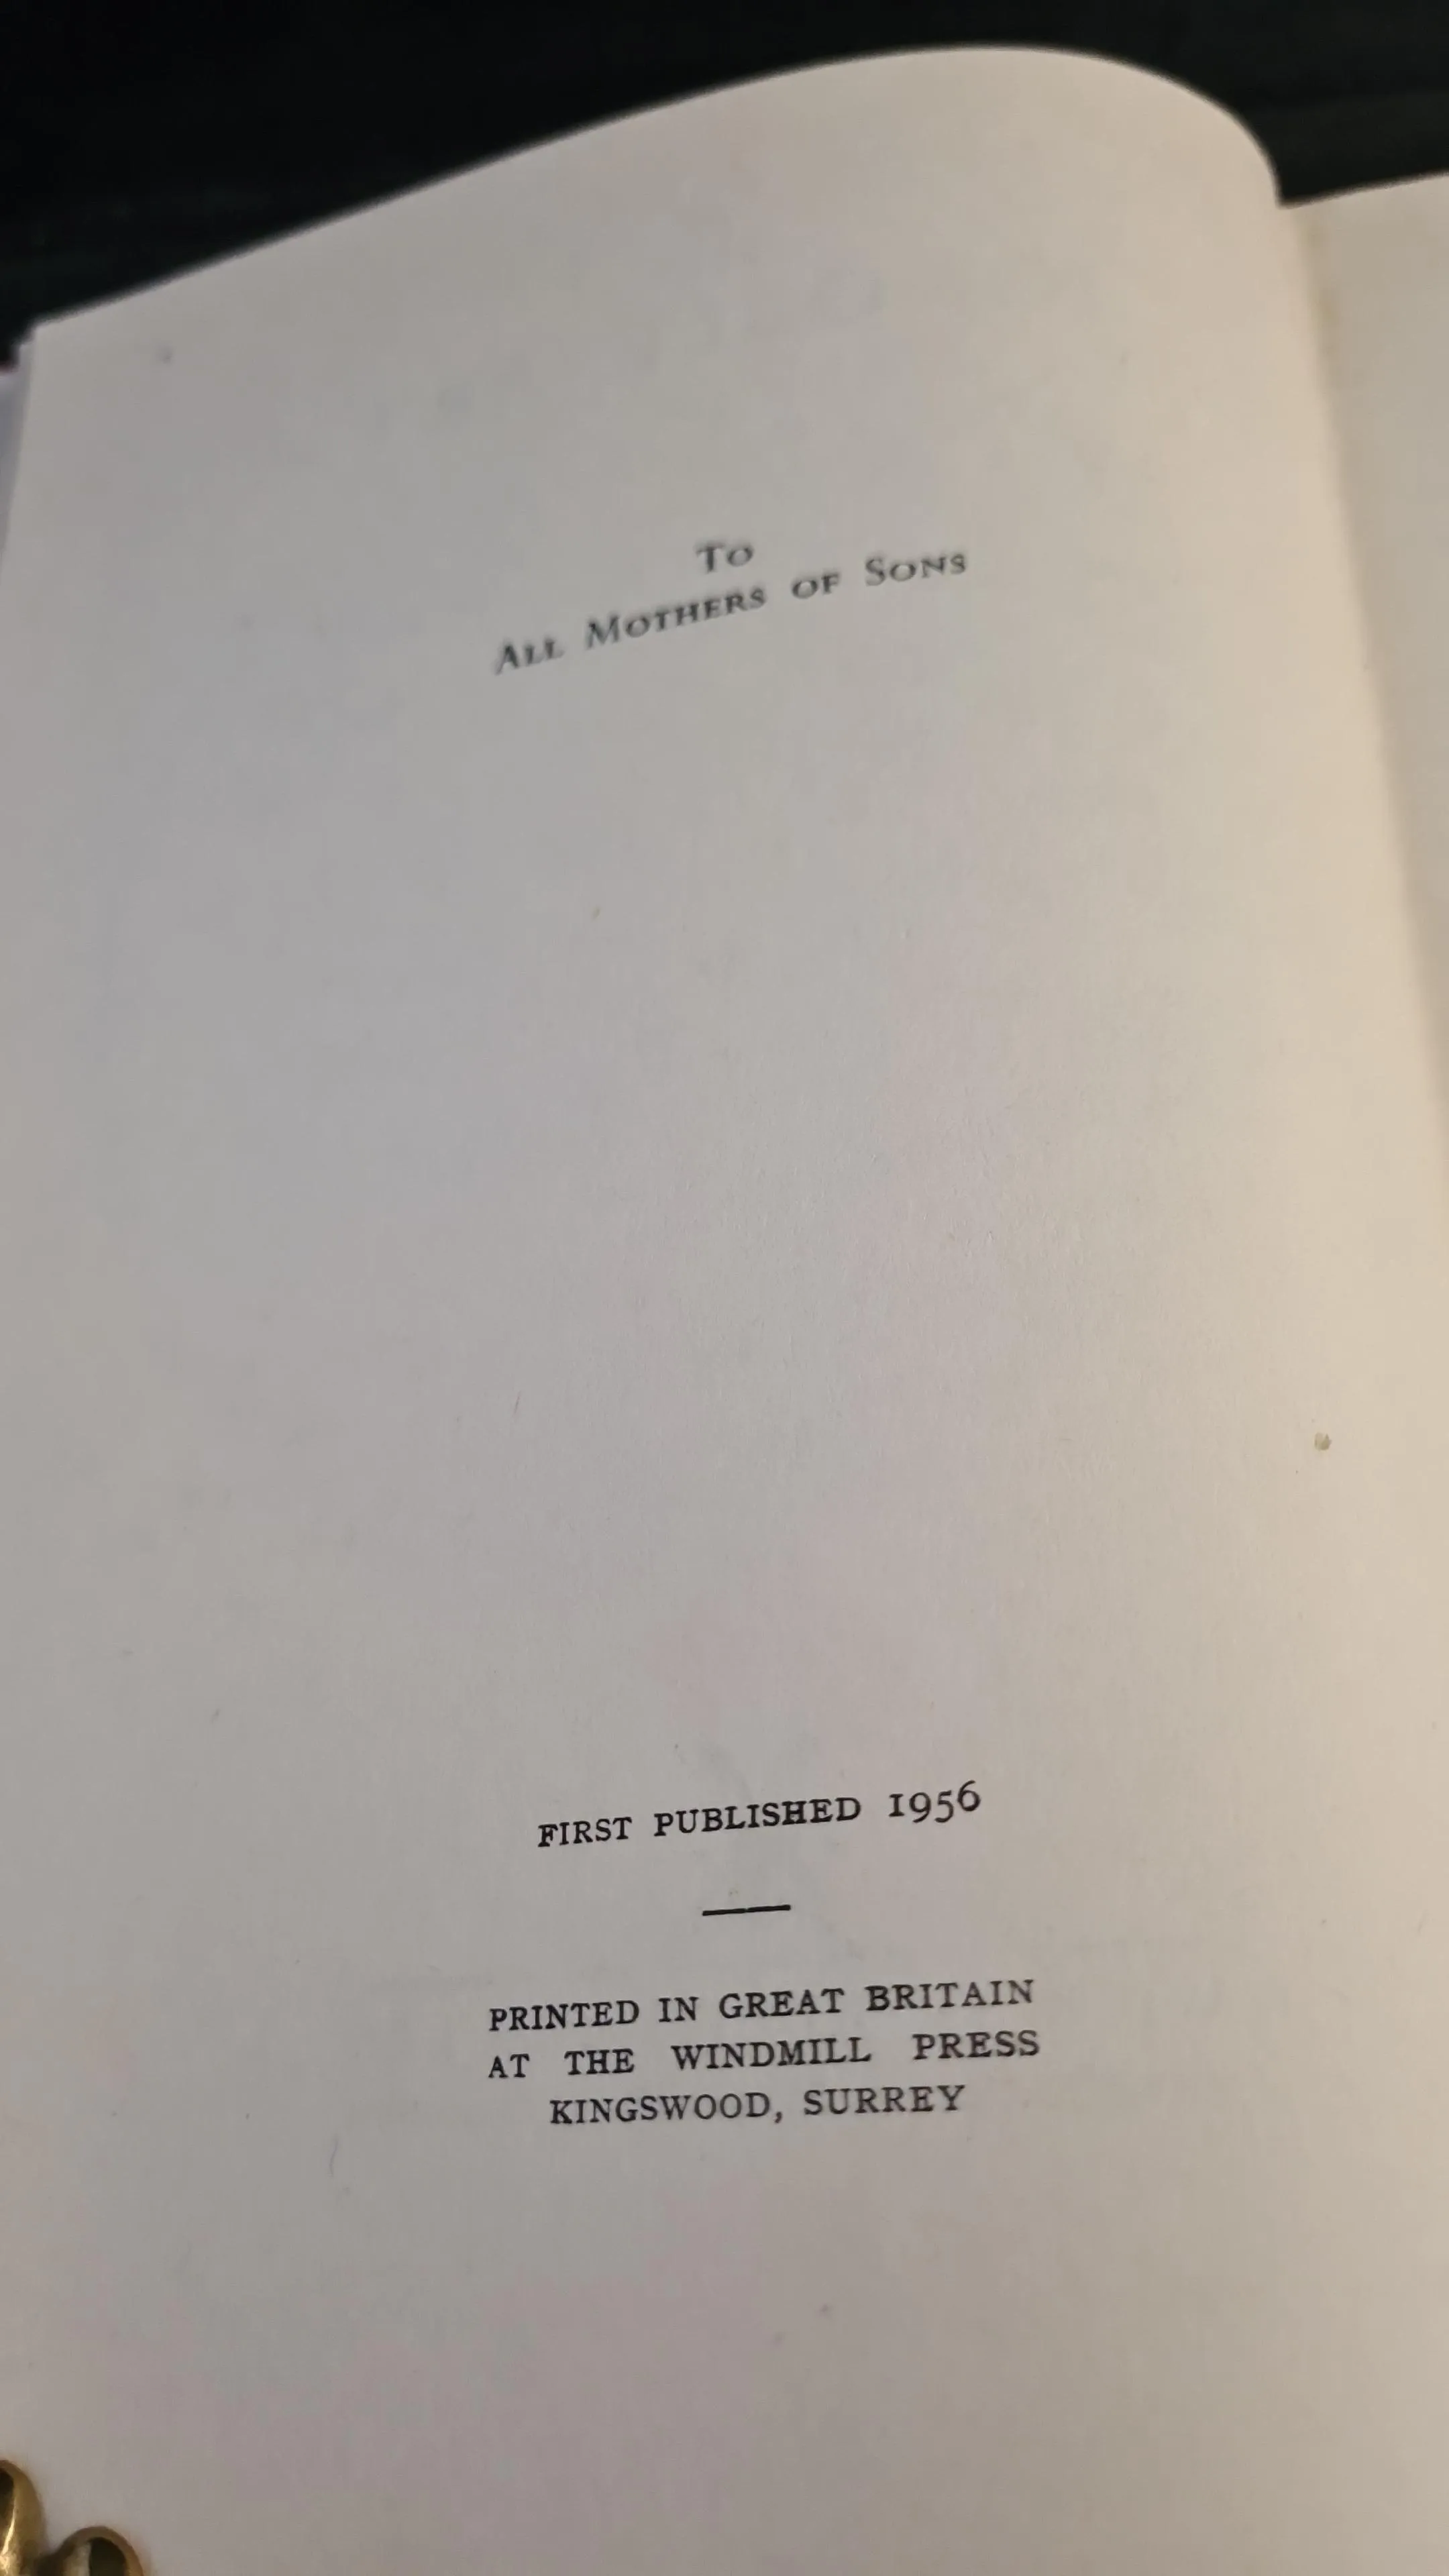 To
All Mothers of Sons
FIRST PUBLISHED 1956
PRINTED IN GREAT BRITAIN
AT THE WINDMILL PRESS
KINGSWOOD, SURREY